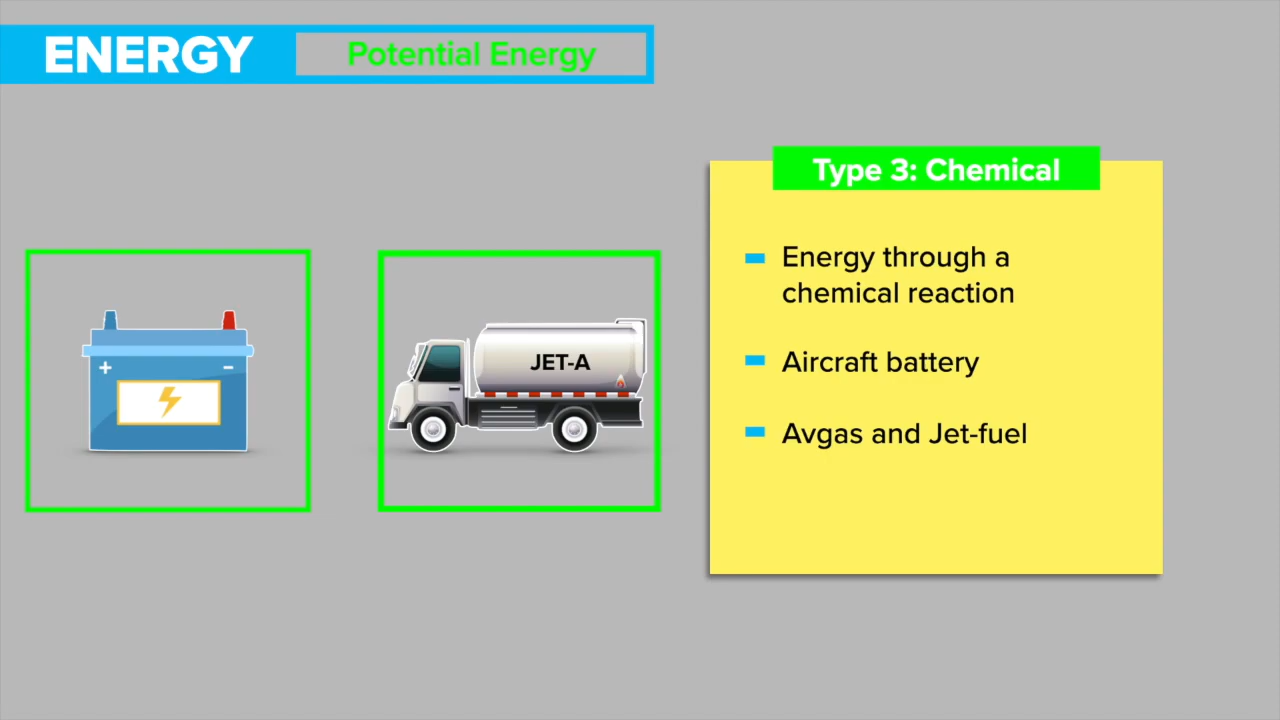 ENERGY
Potential Energy
Type 3: Chemical
Energy through a
chemical reaction
Aircraft battery
Avgas and Jet-fuel
+ −
JET-A